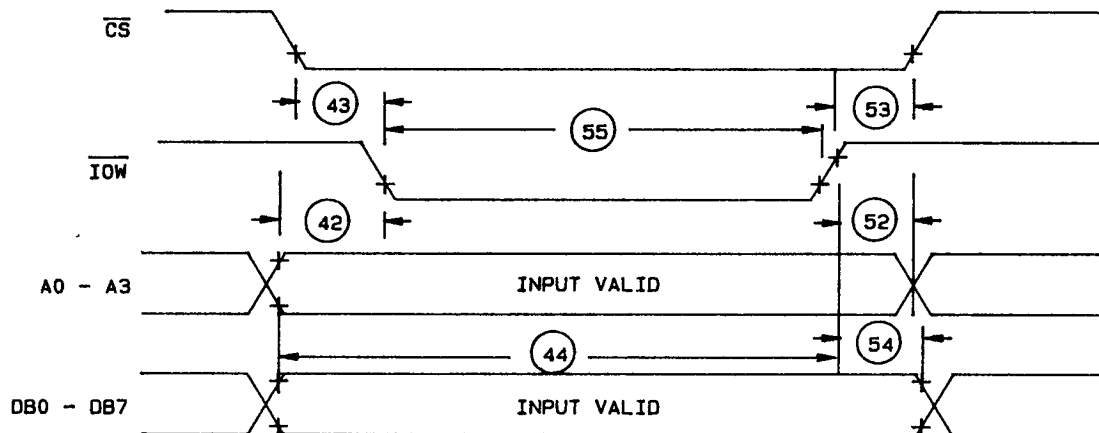 CS
43
53
55
IOW
42
52
A0 - A3
INPUT VALID
44
54
DB0 - DB7
INPUT VALID